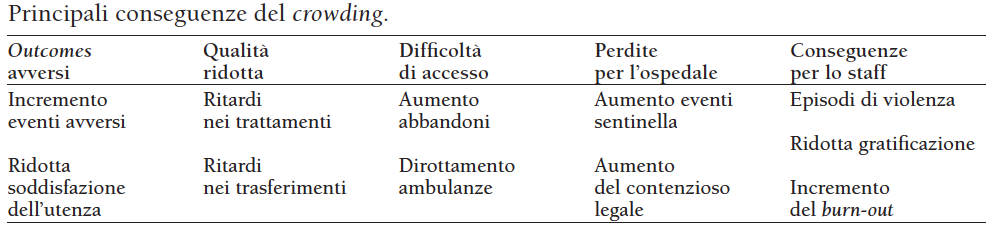 Principali conseguenze del crowding.
Outcomes avversi Qualità ridotta Difficoltà di accesso Perdite per l'ospedale Conseguenze per lo staff
Incremento eventi avversi Ritardi nei trattamenti Aumento abbandoni Aumento eventi sentinella Episodi di violenza
Ridotta gratificazione
Ridotta soddisfazione dell'utenza Ritardi nei trasferimenti Dirottamento ambulanze Aumento del contenzioso legale Incremento del burn-out